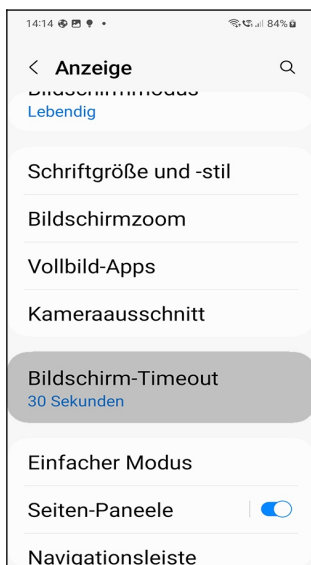 14:14 84%
Anzeige
Bildschirmmodus
Lebendig
Schriftgröße und -stil
Bildschirmzoom
Vollbild-Apps
Kameraausschnitt
Bildschirm-Timeout
30 Sekunden
Einfacher Modus
Seiten-Paneele
Navigationsleiste